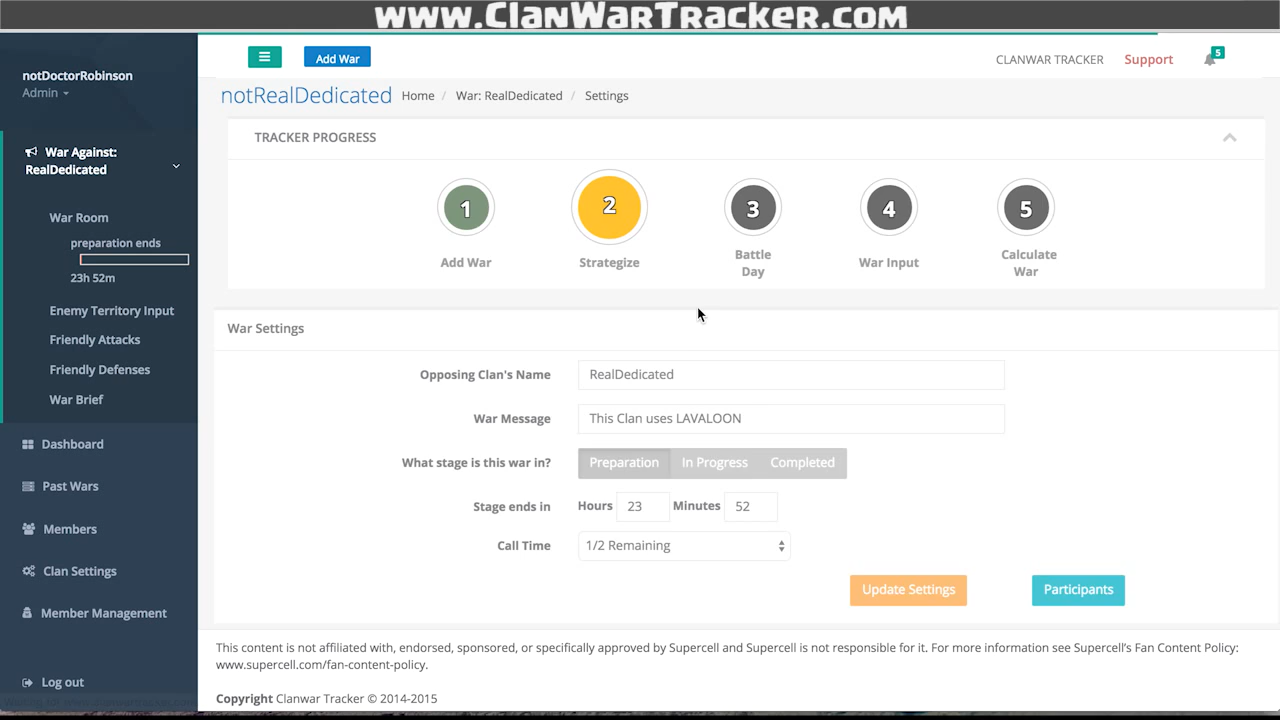 www.ClanWarTracker.com
notDoctorRobinson
Admin
War Against:
RealDedicated
War Room
preparation ends
23h 52m
Enemy Territory Input
Friendly Attacks
Friendly Defenses
War Brief
Dashboard
Past Wars
Members
Clan Settings
Member Management
Log out
Add War
CLANWAR TRACKER Support 5
notRealDedicated Home / War: RealDedicated / Settings
TRACKER PROGRESS
1 2 3 4 5
Add War Strategize Battle Day War Input Calculate War
War Settings
Opposing Clan's Name RealDedicated
War Message This Clan uses LAVALOON
What stage is this war in? Preparation In Progress Completed
Stage ends in Hours 23 Minutes 52
Call Time 1/2 Remaining
Update Settings Participants
This content is not affiliated with, endorsed, sponsored, or specifically approved by Supercell and Supercell is not responsible for it. For more information see Supercell's Fan Content Policy:
www.supercell.com/fan-content-policy.
Copyright Clanwar Tracker © 2014-2015